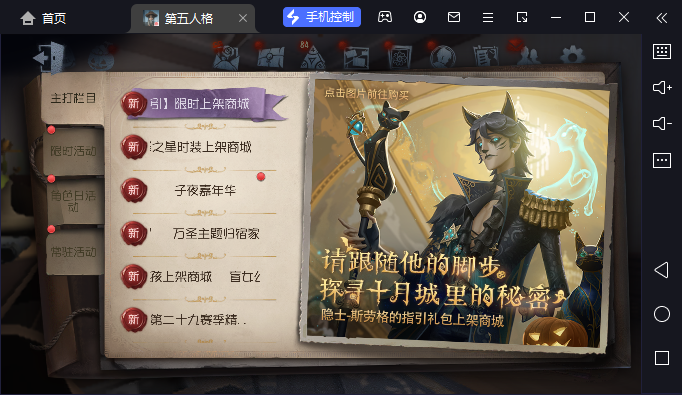 首页
第五人格
手机控制
84
主打栏目
限时活动
角色日活
动
常驻活动
新 引】限时上架商城
新 之星时装上架商城
新 子夜嘉年华
新 万圣主题归宿家
新 孩上架商城 盲女公
新 第二十九赛季精..
点击图片前往购买
请跟随他的脚步
探寻十月城里的秘密
隐士-斯劳格的指引礼包上架商城